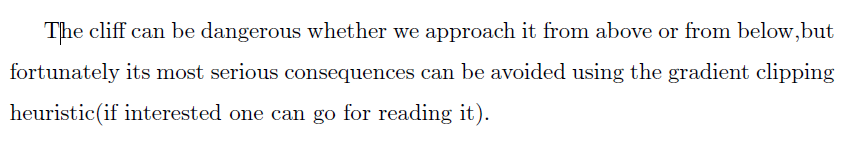 The cliff can be dangerous whether we approach it from above or from below,but
fortunately its most serious consequences can be avoided using the gradient clipping
heuristic(if interested one can go for reading it).